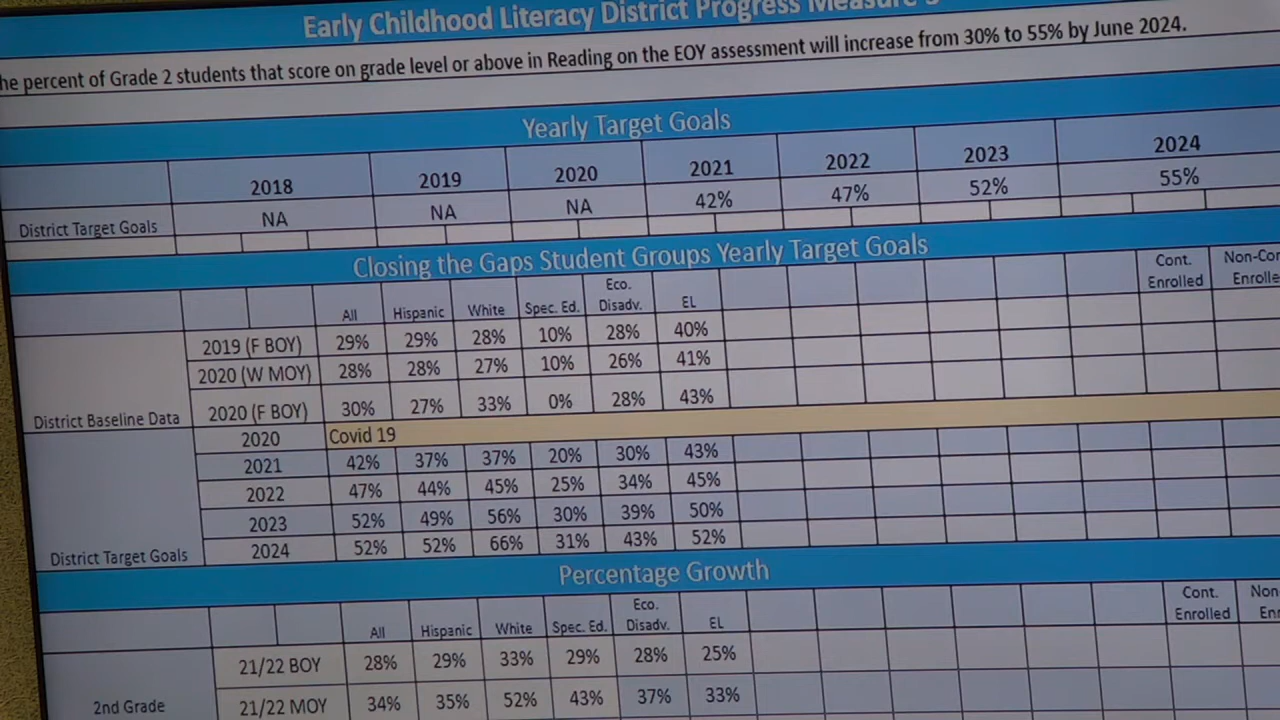 Early Childhood Literacy District Progress Measure 3
he percent of Grade 2 students that score on grade level or above in Reading on the EOY assessment will increase from 30% to 55% by June 2024.
Yearly Target Goals
2018 2019 2020 2021 2022 2023 2024
District Target Goals NA NA NA 42% 47% 52% 55%
Closing the Gaps Student Groups Yearly Target Goals
All Hispanic White Spec. Ed. Eco. Disadv. EL Cont. Enrolled Non-Con Enrolle
2019 (F BOY) 29% 29% 28% 10% 28% 40%
2020 (W MOY) 28% 28% 27% 10% 26% 41%
District Baseline Data 2020 (F BOY) 30% 27% 33% 0% 28% 43%
2020 Covid 19
2021 42% 37% 37% 20% 30% 43%
2022 47% 44% 45% 25% 34% 45%
2023 52% 49% 56% 30% 39% 50%
District Target Goals 2024 52% 52% 66% 31% 43% 52%
Percentage Growth
All Hispanic White Spec. Ed. Eco. Disadv. EL Cont. Enrolled Non Enr
21/22 BOY 28% 29% 33% 29% 28% 25%
2nd Grade 21/22 MOY 34% 35% 52% 43% 37% 33%